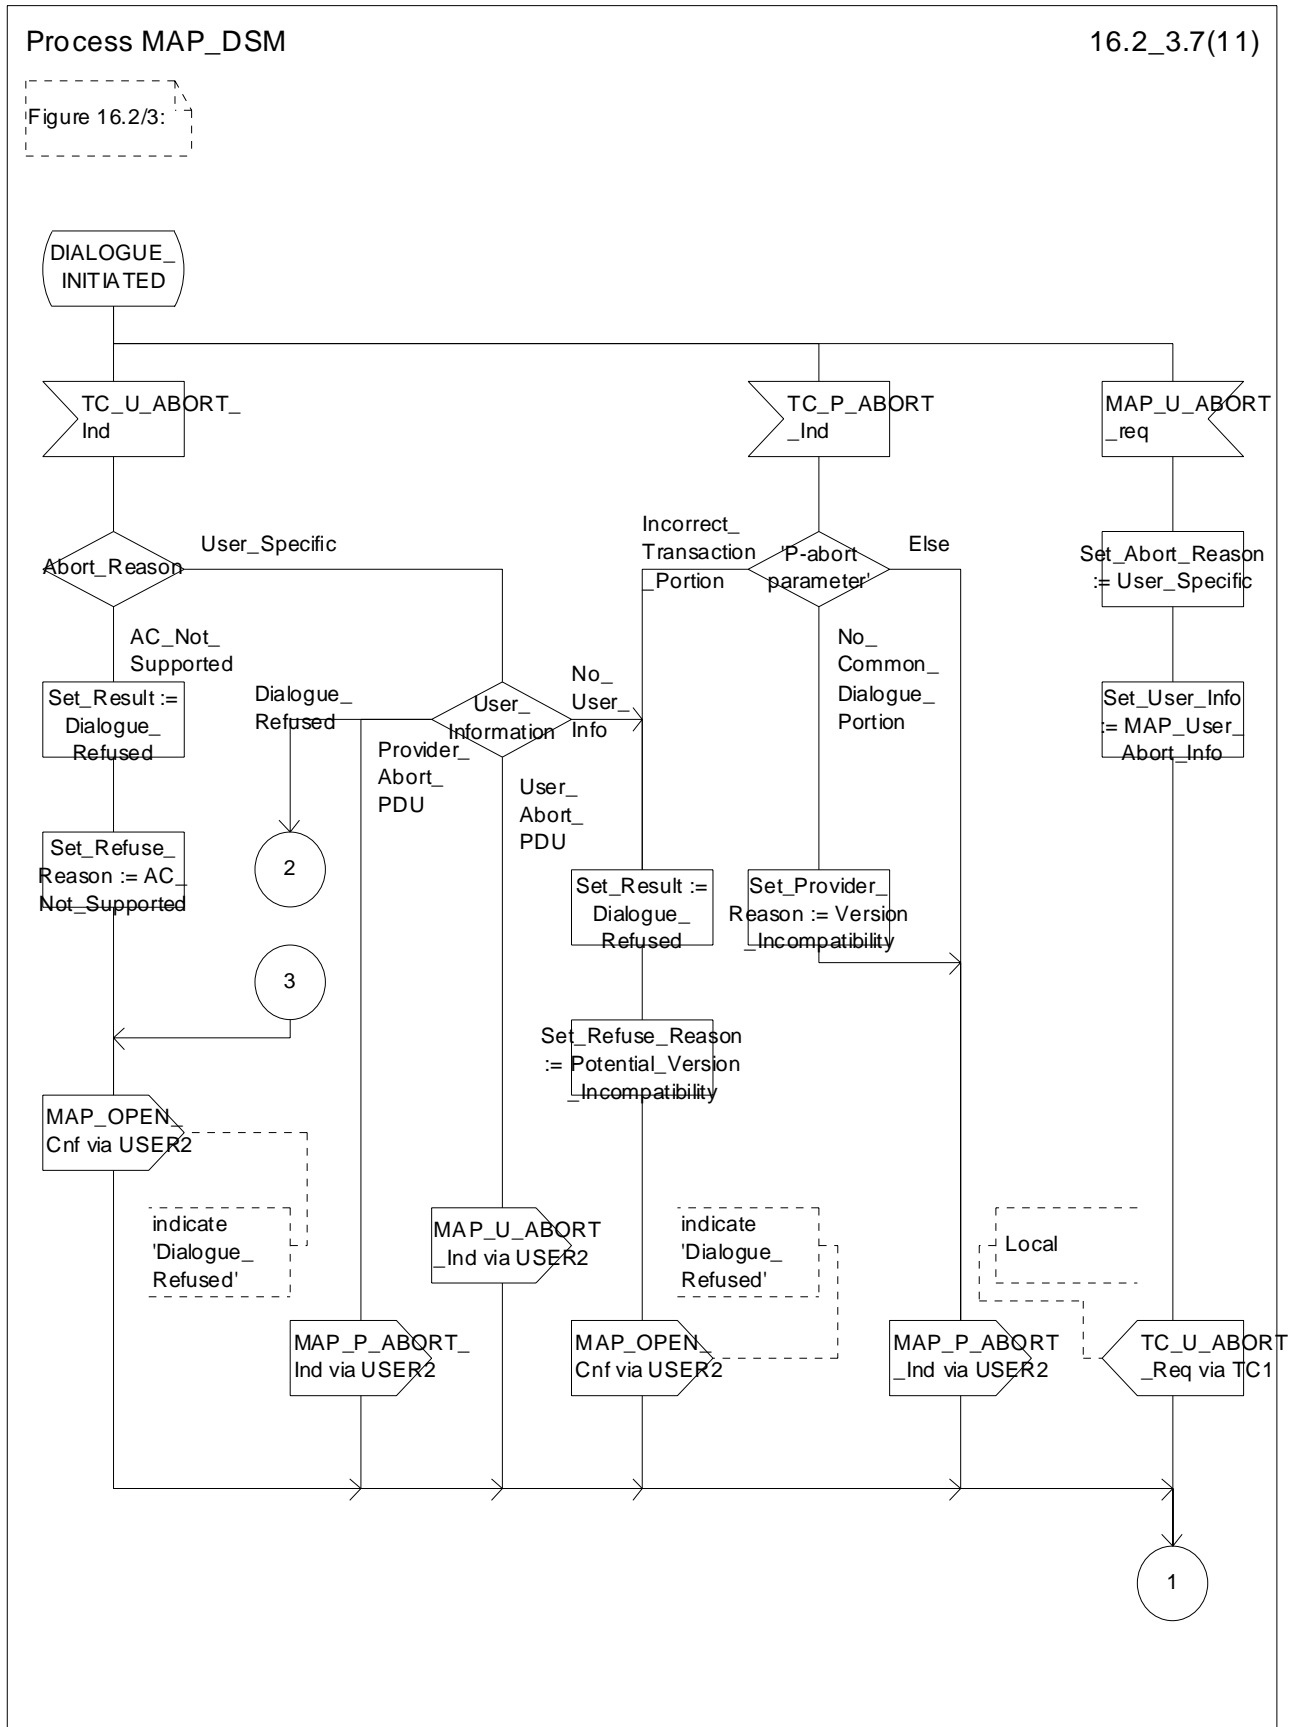 Process MAP_DSM
16.2_3.7(11)
Figure 16.2/3:
DIALOGUE_
INITIATED
TC_U_ABORT_
Ind
TC_P_ABORT
_Ind
MAP_U_ABORT
_req
Abort_Reason
User_Specific
AC_Not_
Supported
Incorrect_
Transaction
_Portion
'P-abort
parameter'
Else
No_
Common_
Dialogue_
Portion
Set_Abort_Reason
:= User_Specific
Set_Result :=
Dialogue_
Refused
Dialogue_
Refused
User_
Information
No_
User_
Info
Provider_
Abort_
PDU
User_
Abort_
PDU
Set_User_Info
:= MAP_User_
Abort_Info
Set_Refuse_
Reason := AC_
Not_Supported
2
Set_Result :=
Dialogue_
Refused
Set_Provider_
Reason := Version
_Incompatibility
3
Set_Refuse_Reason
:= Potential_Version
_Incompatibility
MAP_OPEN_
Cnf via USER2
indicate
'Dialogue_
Refused'
MAP_U_ABORT
_Ind via USER2
indicate
'Dialogue_
Refused'
Local
MAP_P_ABORT_
Ind via USER2
MAP_OPEN_
Cnf via USER2
MAP_P_ABORT
_Ind via USER2
TC_U_ABORT
_Req via TC1
1